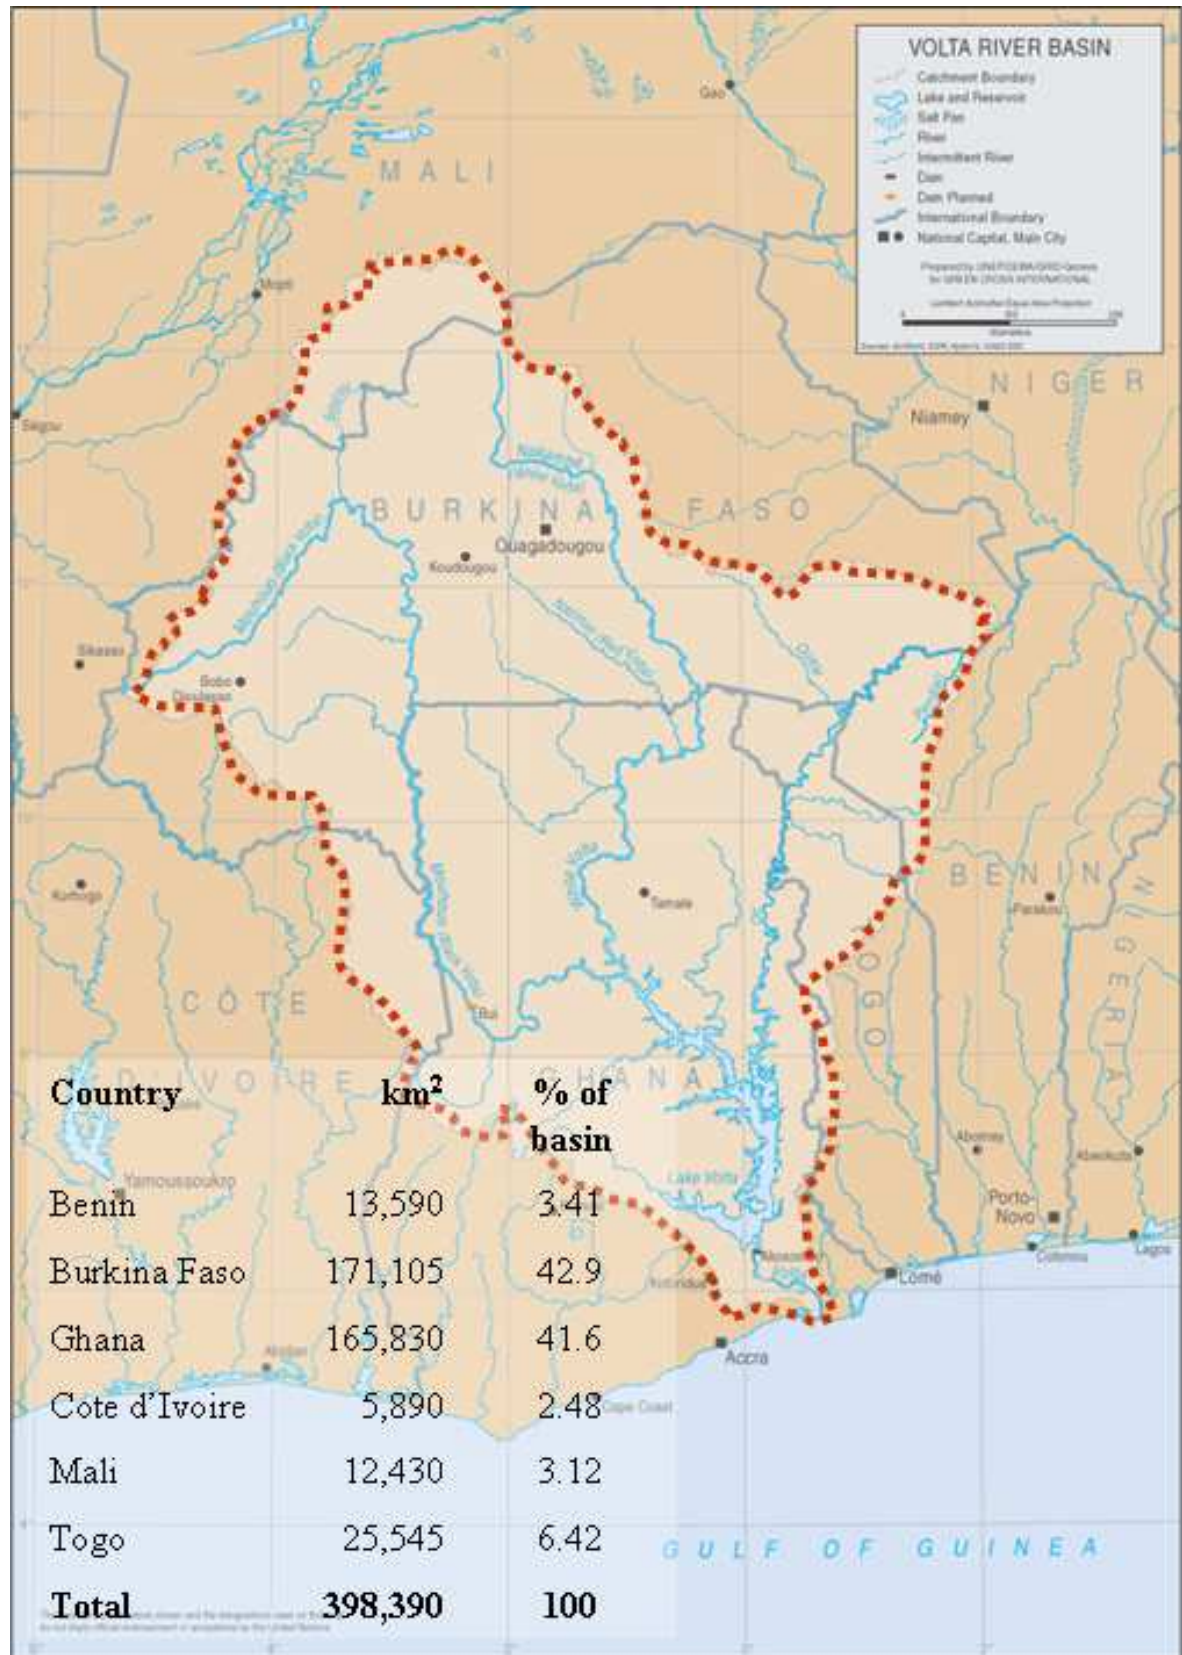 VOLTA RIVER BASIN
Catchment Boundary
Lake and Reservoir
Salt Pan
River
Intermittent River
Dam
Dam Planned
International Boundary
National Capital, Main City
Gao
MALI
Mopti
Ségou
NIGER
Niamey
BURKINA FASO
Ouagadougou
Koudougou
Sikasso
Bobo
Dioulasso
Korhogo
Tamale
BENIN
Parakou
NIGERIA
TOGO
CÔTE
D'IVOIRE
Bui
GHANA
Yamoussoukro
Lake Volta
Abomey
Abeokuta
Porto-
Novo
Cotonou
Lagos
Lomé
Accra
Cape Coast
Abidjan
GULF OF GUINEA
Country km² % of
basin
Benin 13,590 3.41
Burkina Faso 171,105 42.9
Ghana 165,830 41.6
Cote d'Ivoire 5,890 2.48
Mali 12,430 3.12
Togo 25,545 6.42
Total 398,390 100